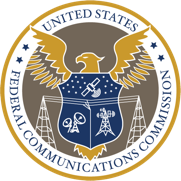 UNITED STATES
FEDERAL COMMUNICATIONS COMMISSION